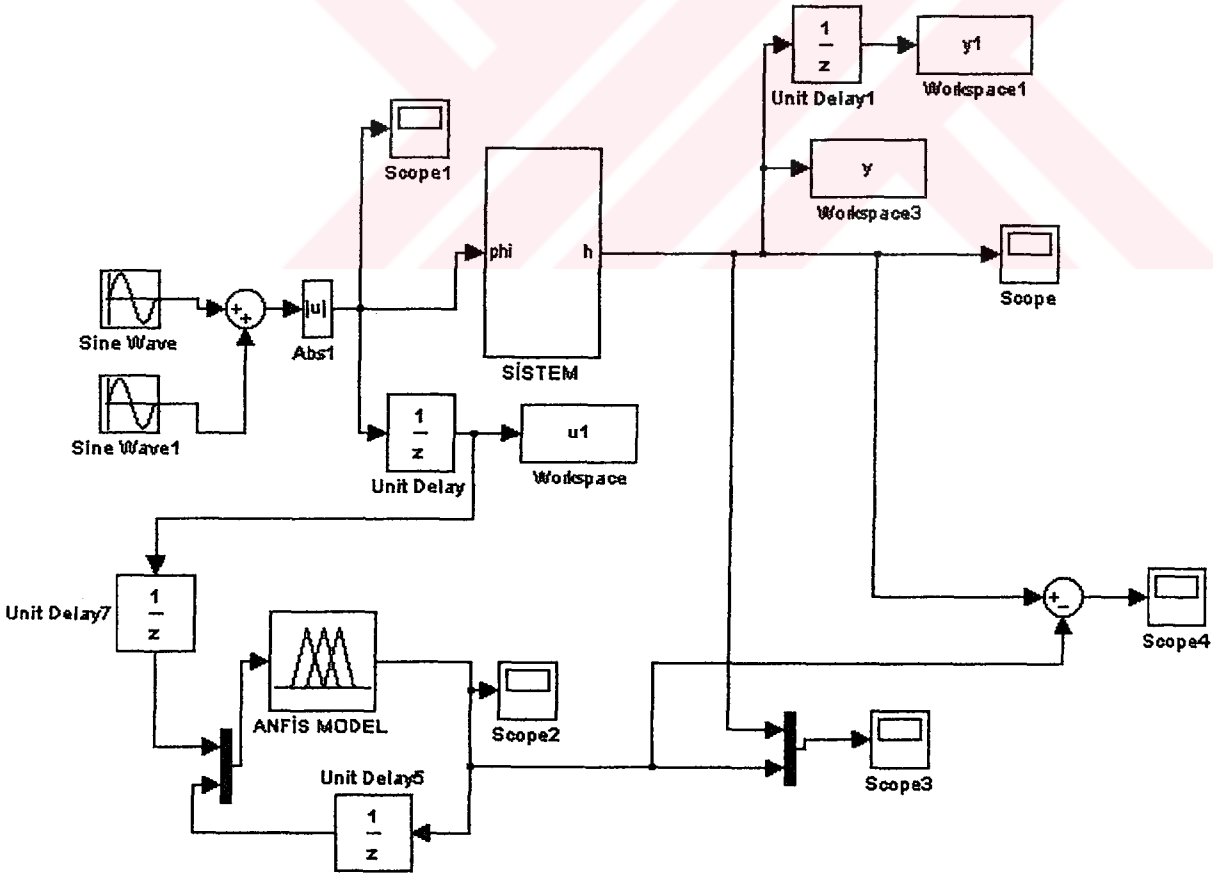 1
z
Unit Delay1
y1
Workspace1
Scope1
y
Workspace3
phi
h
SİSTEM
Scope
Sine Wave
+
+
|u|
Abs1
Sine Wave1
1
z
Unit Delay
u1
Workspace
Unit Delay7
1
z
ANFİS MODEL
Scope2
+
-
Scope4
Scope3
Unit Delay5
1
z